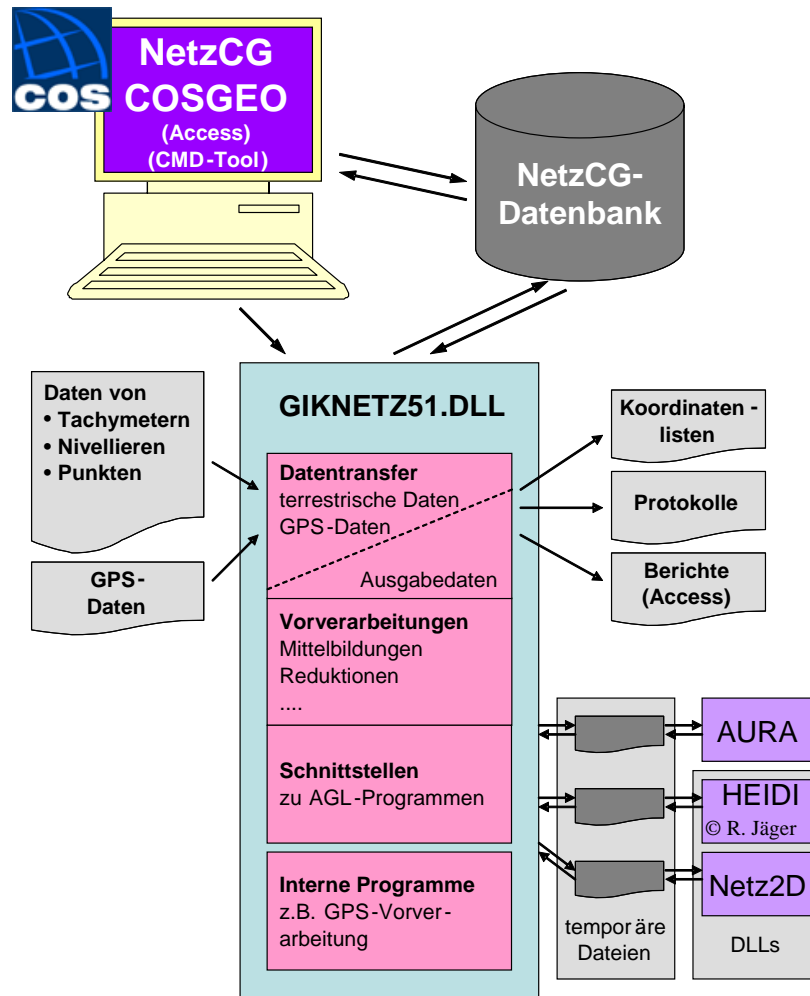 COS
NetzCG
COSGEO
(Access)
(CMD-Tool)
NetzCG-
Datenbank
GIKNETZ51.DLL
Daten von
• Tachymetern
• Nivellieren
• Punkten
GPS-
Daten
Datentransfer
terrestrische Daten
GPS-Daten
Ausgabedaten
Vorverarbeitungen
Mittelbildungen
Reduktionen
....
Schnittstellen
zu AGL-Programmen
Interne Programme
z.B. GPS-Vorver-
arbeitung
Koordinaten -
listen
Protokolle
Berichte
(Access)
AURA
HEIDI
© R. Jäger
Netz2D
tempor äre
Dateien
DLLs